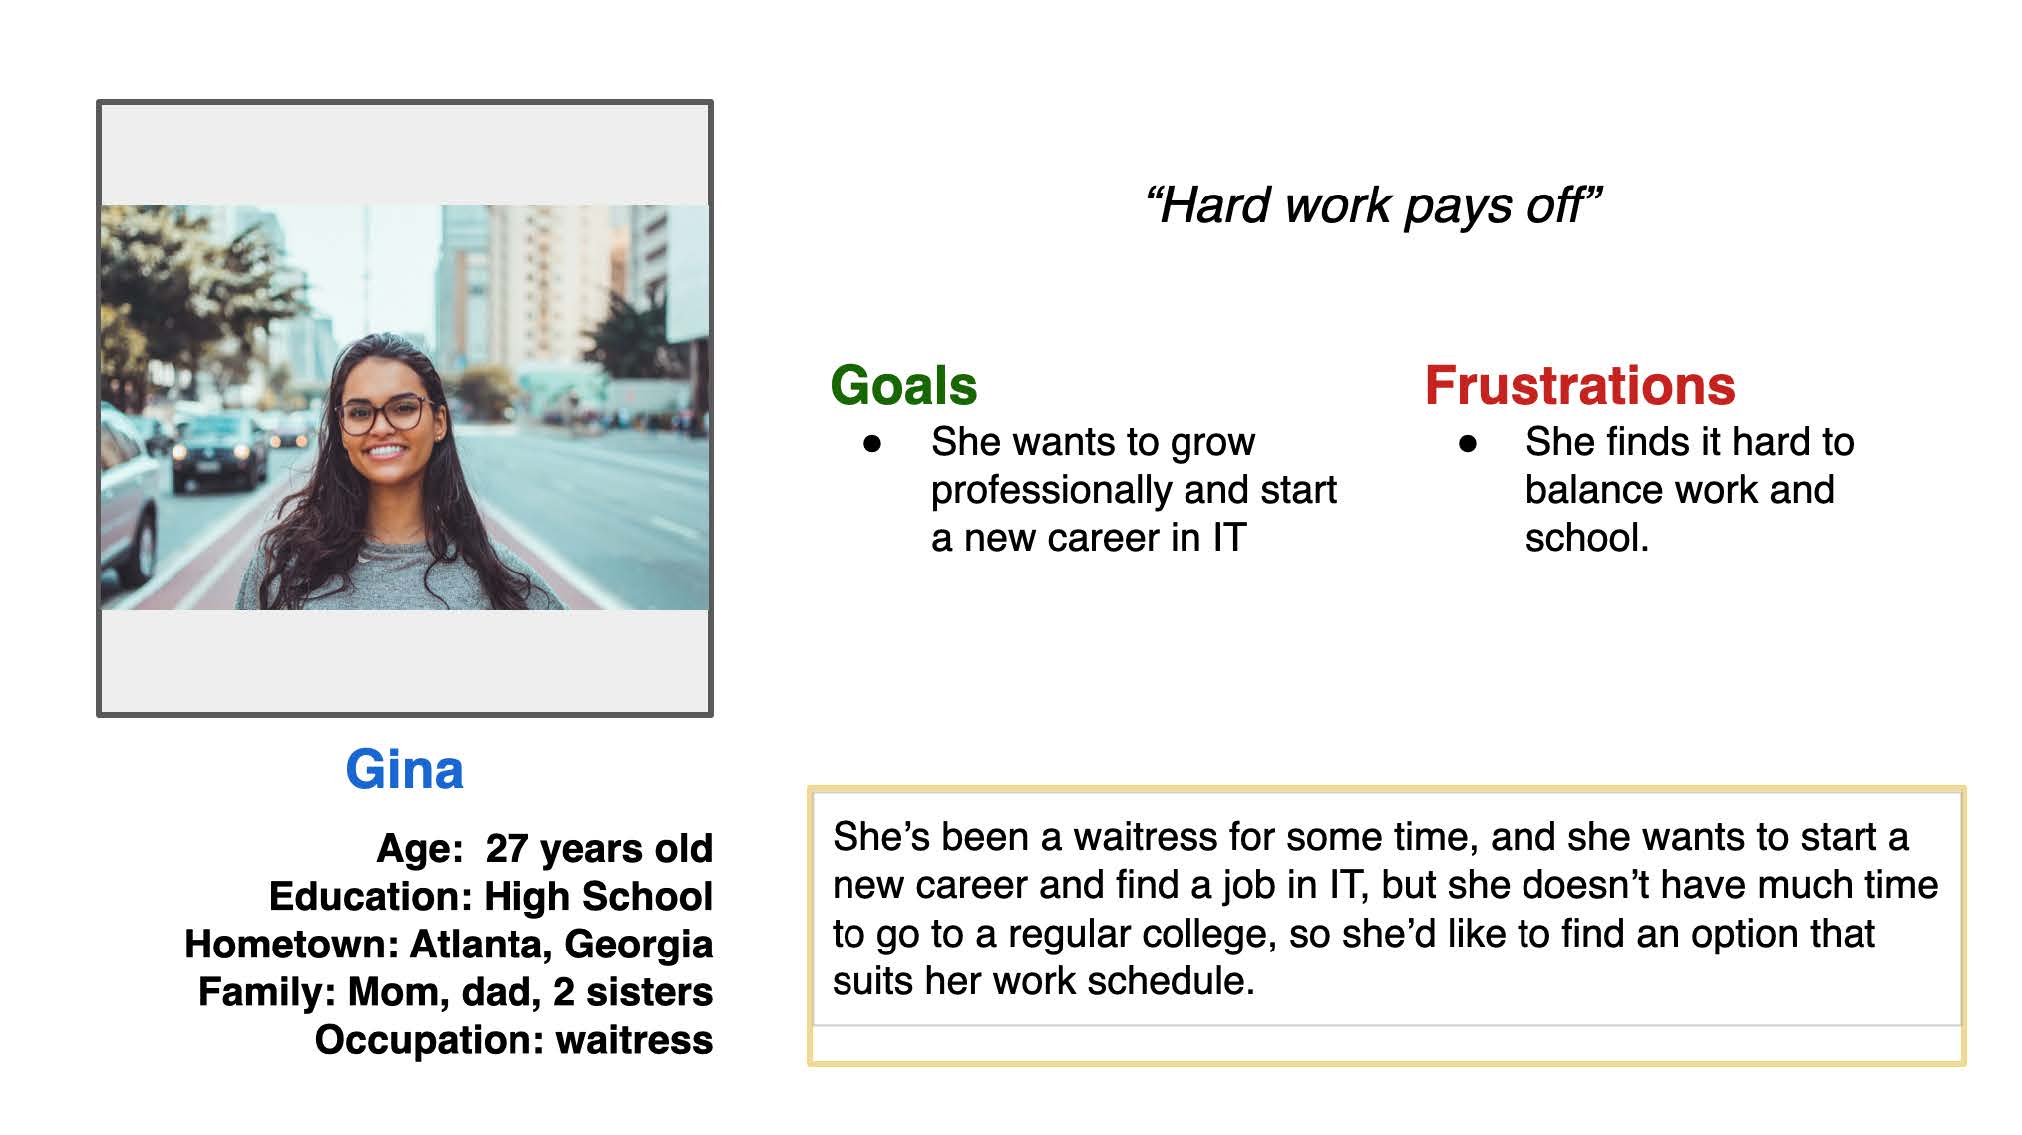 “Hard work pays off”
Goals
● She wants to grow
professionally and start
a new career in IT
Frustrations
● She finds it hard to
balance work and
school.
Gina
Age: 27 years old
Education: High School
Hometown: Atlanta, Georgia
Family: Mom, dad, 2 sisters
Occupation: waitress
She’s been a waitress for some time, and she wants to start a
new career and find a job in IT, but she doesn’t have much time
to go to a regular college, so she’d like to find an option that
suits her work schedule.